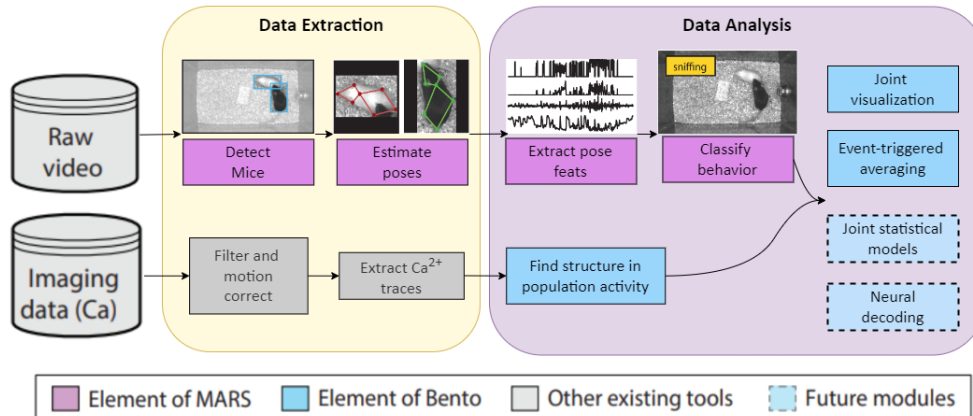 Data Extraction
Data Analysis
Raw
video
Detect
Mice
Estimate
poses
Extract pose
feats
sniffing
Classify
behavior
Joint
visualization
Event-triggered
averaging
Imaging
data (Ca)
Filter and
motion
correct
Extract Ca²⁺
traces
Find structure in
population activity
Joint statistical
models
Neural
decoding
Element of MARS
Element of Bento
Other existing tools
Future modules